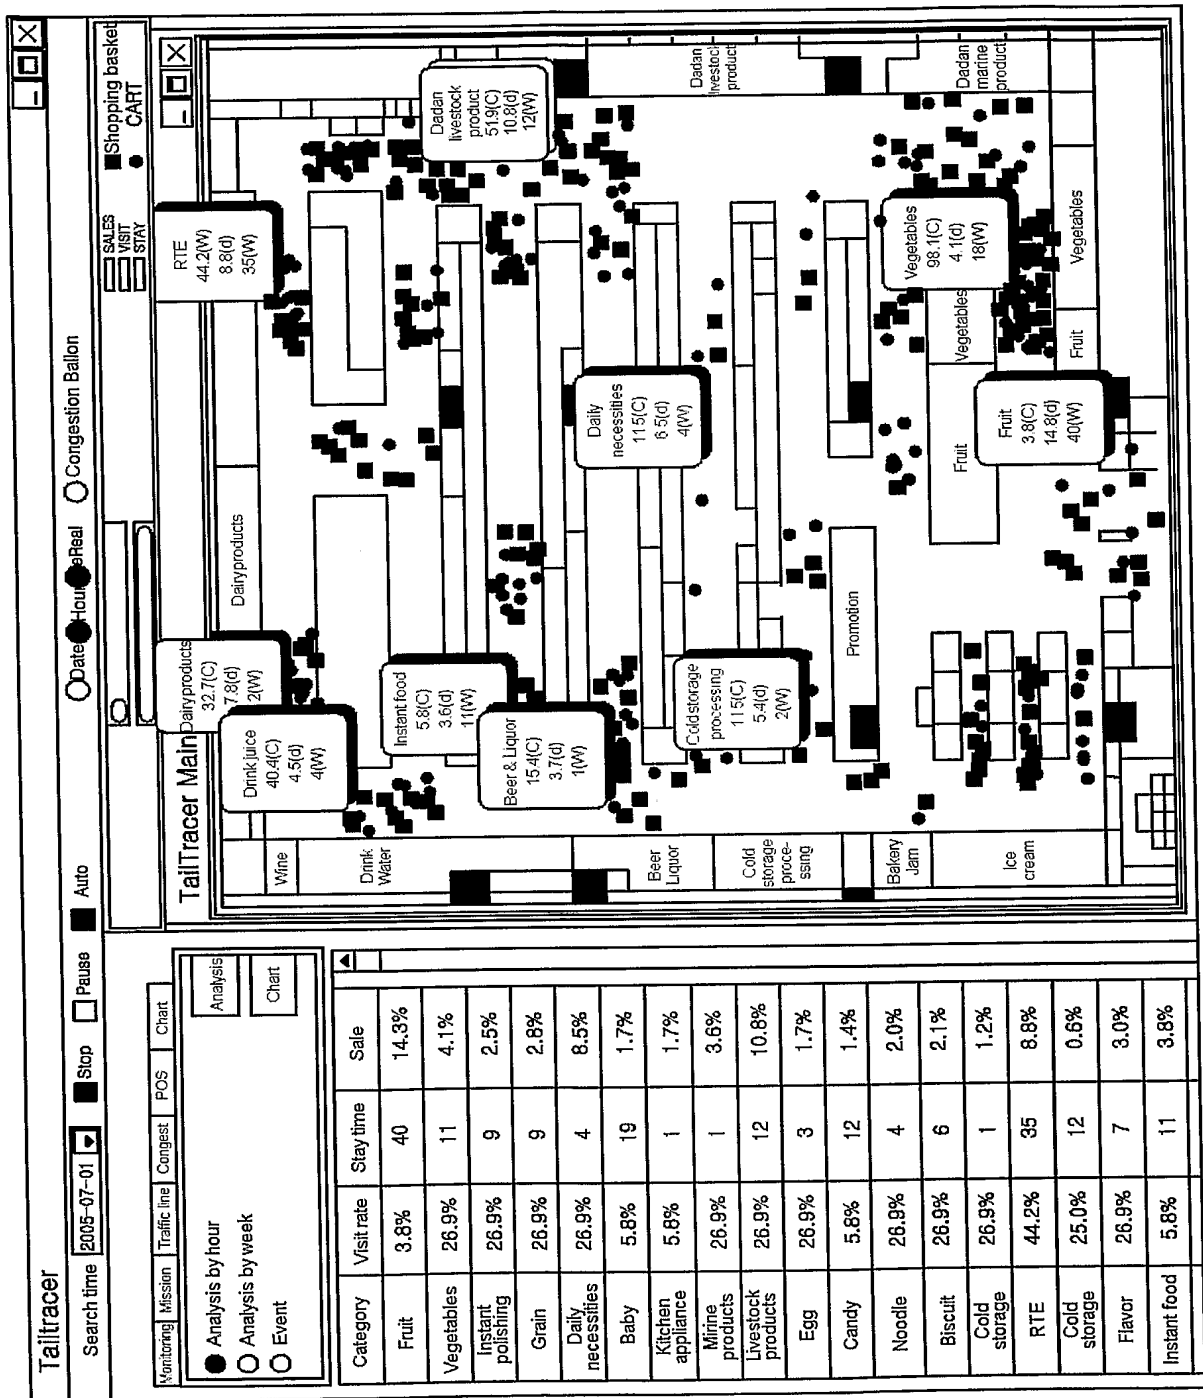 Tailtracer
Search time 2005-07-01 Stop Pause Auto
Date Hour eReal Congestion Ballon
SALES
VISIT
STAY
Shopping basket
CART
Monitoring Mission Traffic line Congest POS Chart
Analysis by hour
Analysis by week
Event
Analysis
Chart
Category Visit rate Stay time Sale
Fruit 3.8% 40 14.3%
Vegetables 26.9% 11 4.1%
Instant polishing 26.9% 9 2.5%
Grain 26.9% 9 2.8%
Daily necessities 26.9% 4 8.5%
Baby 5.8% 19 1.7%
Kitchen appliance 5.8% 1 1.7%
Mirine products 26.9% 1 3.6%
Livestock products 26.9% 12 10.8%
Egg 26.9% 3 1.7%
Candy 5.8% 12 1.4%
Noodle 26.9% 4 2.0%
Biscuit 26.9% 6 2.1%
Cold storage 26.9% 1 1.2%
RTE 44.2% 35 8.8%
Cold storage 25.0% 12 0.6%
Flavor 26.9% 7 3.0%
Instant food 5.8% 11 3.8%
TailTracer Main
Dairyproducts
32.7(C)
7.8(d)
2(W)
Dairyproducts
RTE
44.2(W)
8.8(d)
35(W)
Drink juice
40.4(C)
4.5(d)
4(W)
Wine
Drink
Water
Instant food
5.8(C)
3.6(d)
11(W)
Dadan
livestock
product
51.9(C)
10.8(d)
12(W)
Beer & Liquor
15.4(C)
3.7(d)
1(W)
Daily
necessities
115(C)
6 5(d)
4(W)
Beer
Liquor
Cold storage
processing
115(C)
5.4(d)
2(W)
Dadan
livestock
product
Cold
storage
proce-
ssing
Promotion
Bakery
Jam
Vegetables
98.1(C)
4.1(d)
18(W)
Dadan
marine
product
Fruit
Vegetables
Ice
cream
Fruit
3.8(C)
14.8(d)
40(W)
Fruit
Vegetables